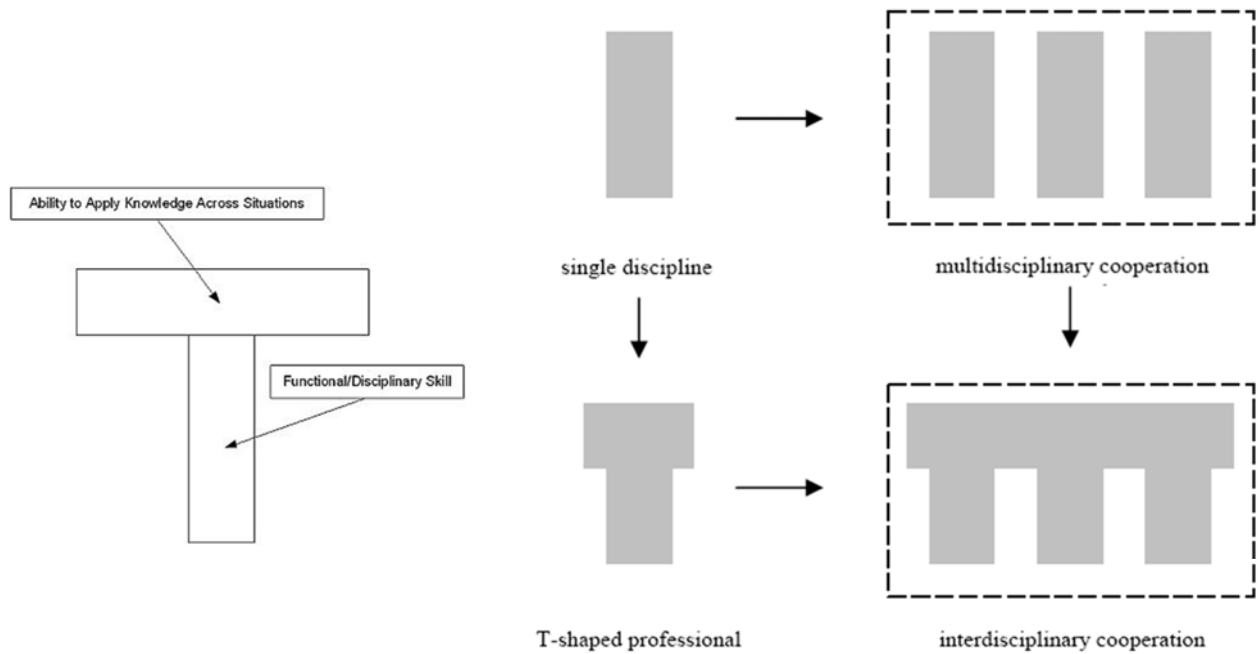 Ability to Apply Knowledge Across Situations
Functional/Disciplinary Skill
single discipline
multidisciplinary cooperation
T-shaped professional
interdisciplinary cooperation